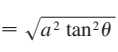 = √(a² tan²θ)